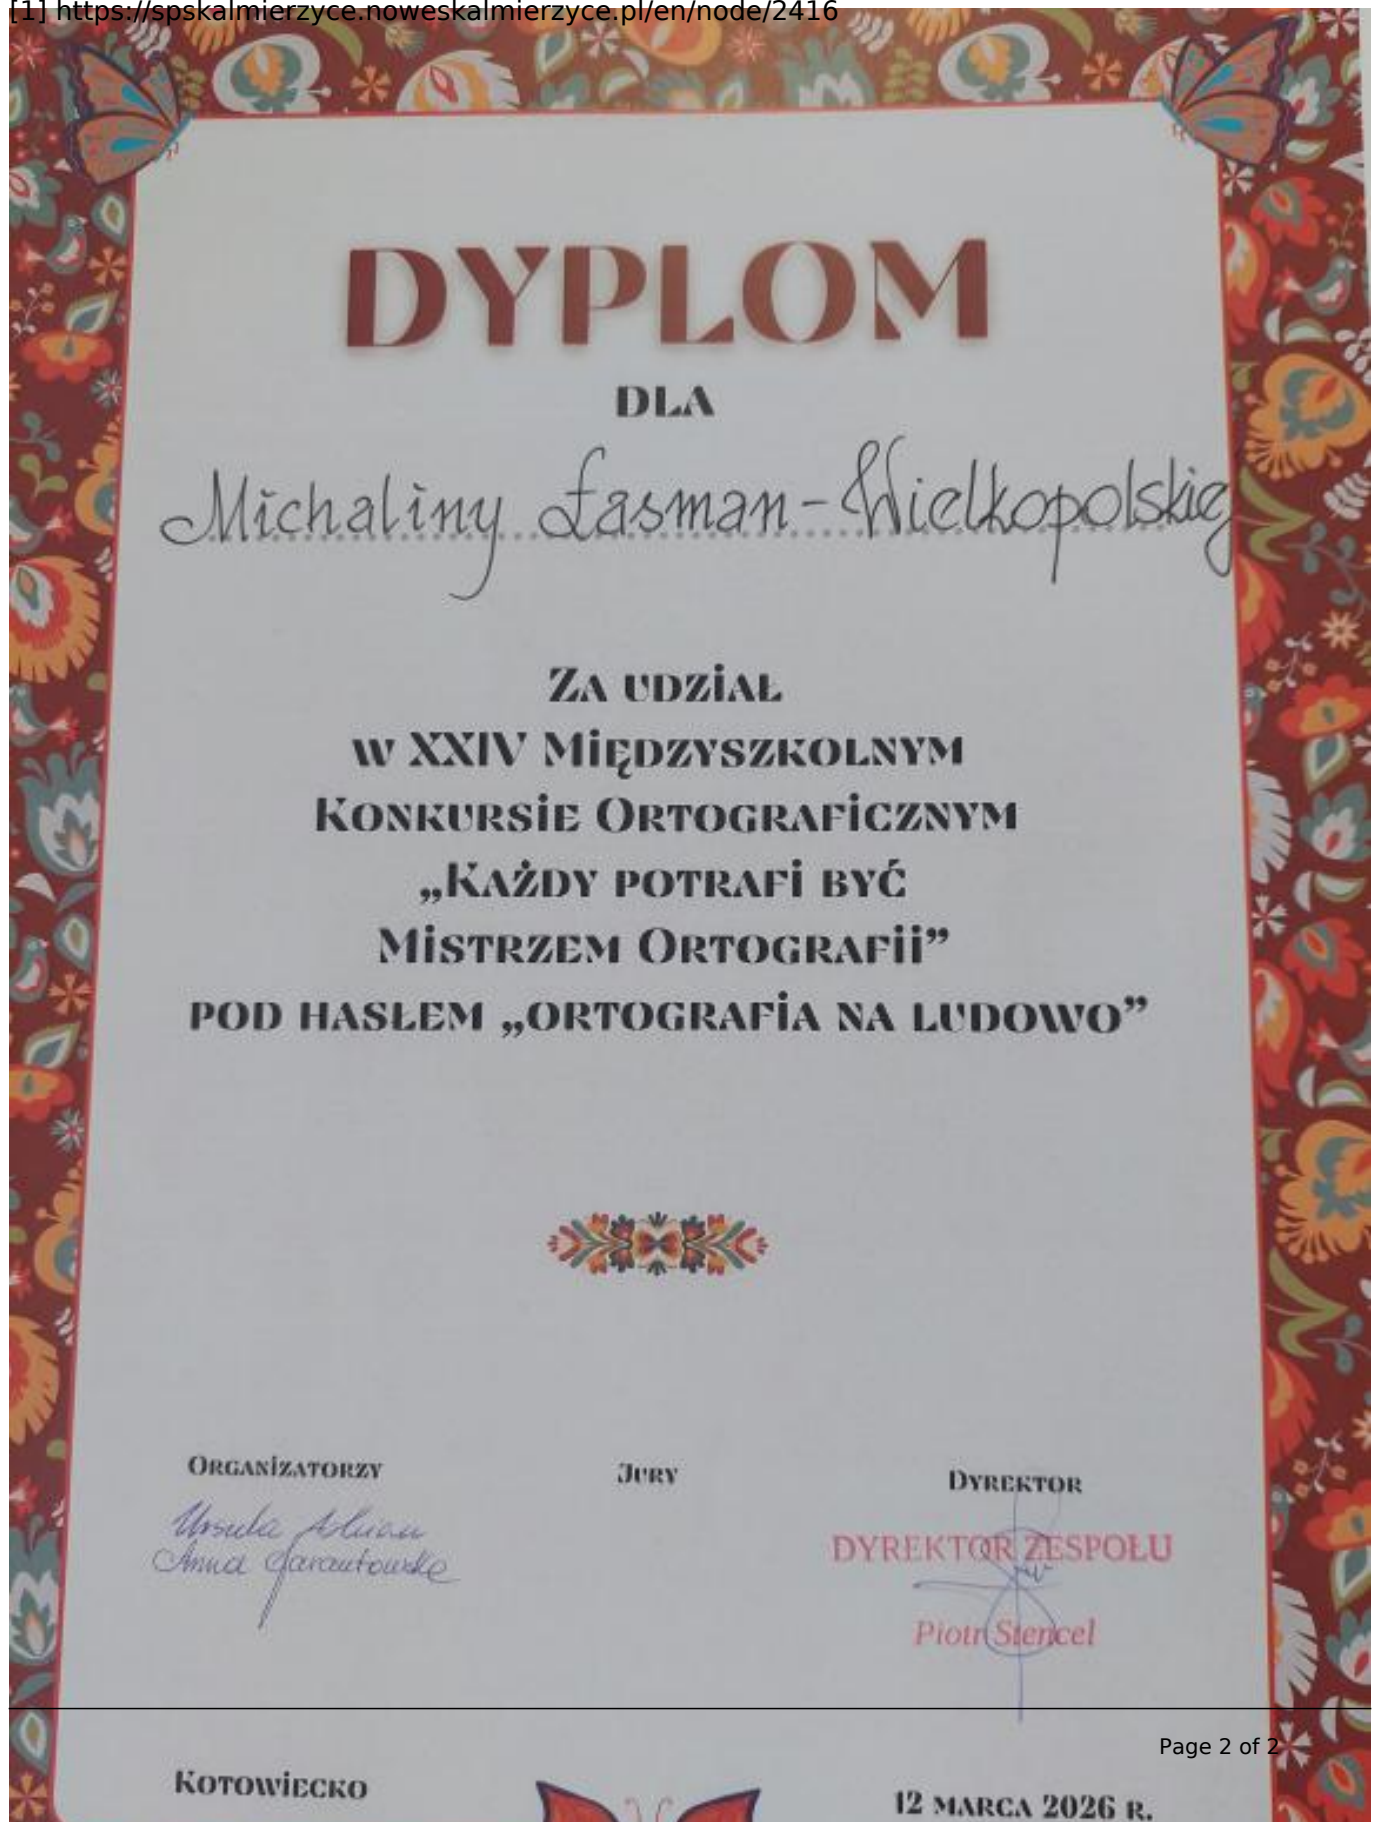 [1] https://spskalmierzyce.noweskalmierzyce.pl/en/node/2416
DYPLOM
DLA
Michaliny Łasman-Wielkopolskiej
ZA UDZIAŁ
W XXIV MIĘDZYSZKOLNYM
KONKURSIE ORTOGRAFICZNYM
„KAŻDY POTRAFI BYĆ
MISTRZEM ORTOGRAFII”
POD HASŁEM „ORTOGRAFIA NA LUDOWO”
ORGANIZATORZY JURY DYREKTOR
Ursula
Anna
DYREKTOR ZESPOŁU
Piotr Stencel
Page 2 of 2
KOTOWIECKO
12 MARCA 2026 R.